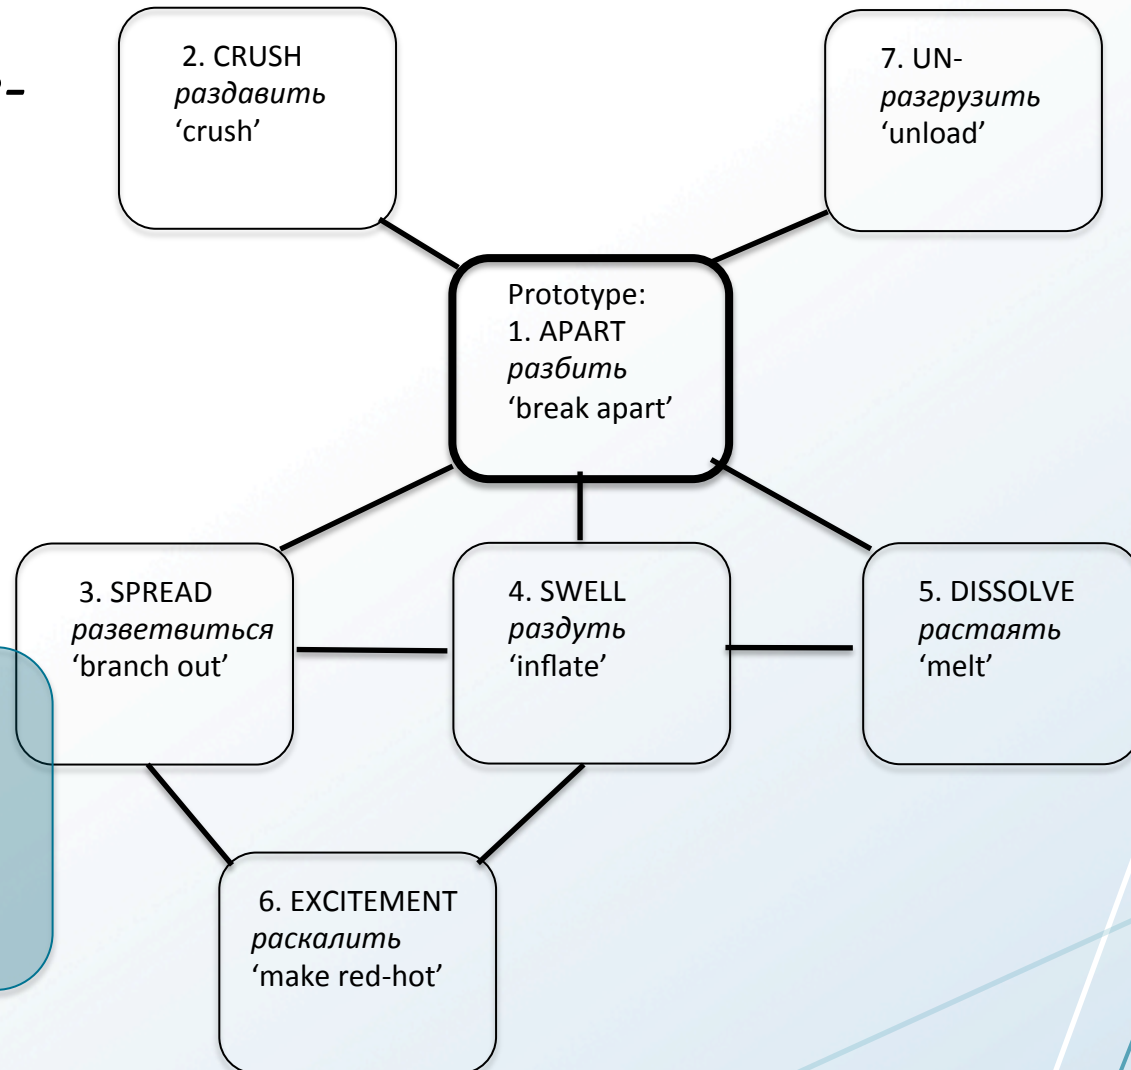 2. CRUSH
раздавить
‘crush’
7. UN-
разгрузить
‘unload’
Prototype:
1. APART
разбить
‘break apart’
3. SPREAD
разветвиться
‘branch out’
4. SWELL
раздуть
‘inflate’
5. DISSOLVE
растаять
‘melt’
6. EXCITEMENT
раскалить
‘make red-hot’